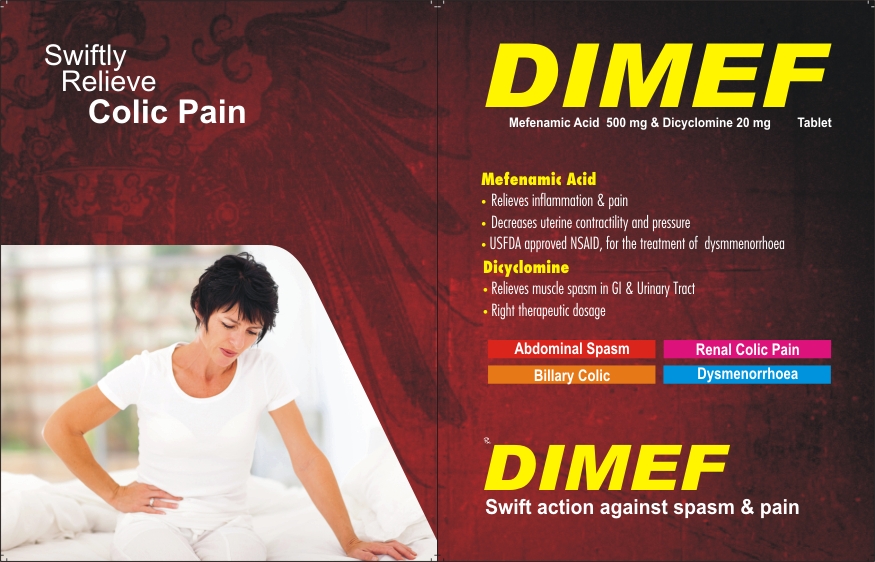 Swiftly
Relieve
Colic Pain
DIMEF
Mefenamic Acid 500 mg & Dicyclomine 20 mg Tablet
Mefenamic Acid
• Relieves inflammation & pain
• Decreases uterine contractility and pressure
• USFDA approved NSAID, for the treatment of dysmmenorrhoea
Dicyclomine
• Relieves muscle spasm in GI & Urinary Tract
• Right therapeutic dosage
Abdominal Spasm Renal Colic Pain
Billary Colic Dysmenorrhoea
℞
DIMEF
Swift action against spasm & pain